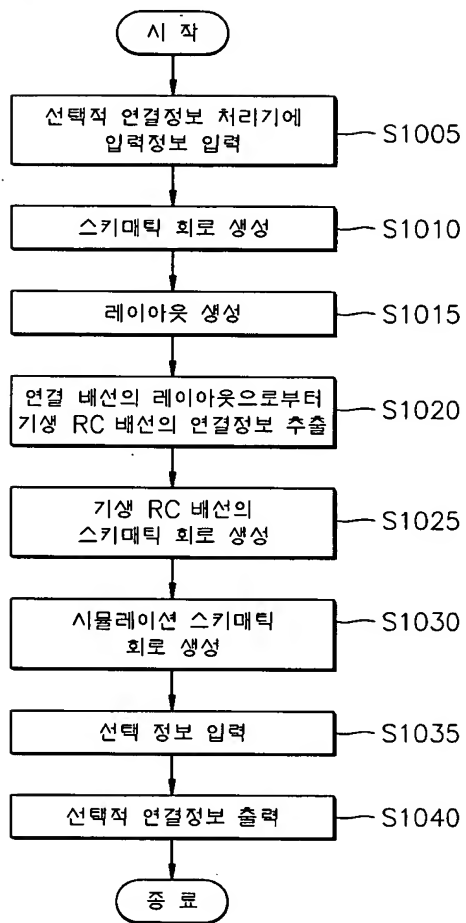 시 작
선택적 연결정보 처리기에
입력정보 입력
S1005
스키매틱 회로 생성
S1010
레이아웃 생성
S1015
연결 배선의 레이아웃으로부터
기생 RC 배선의 연결정보 추출
S1020
기생 RC 배선의
스키매틱 회로 생성
S1025
시뮬레이션 스키매틱
회로 생성
S1030
선택 정보 입력
S1035
선택적 연결정보 출력
S1040
종 료